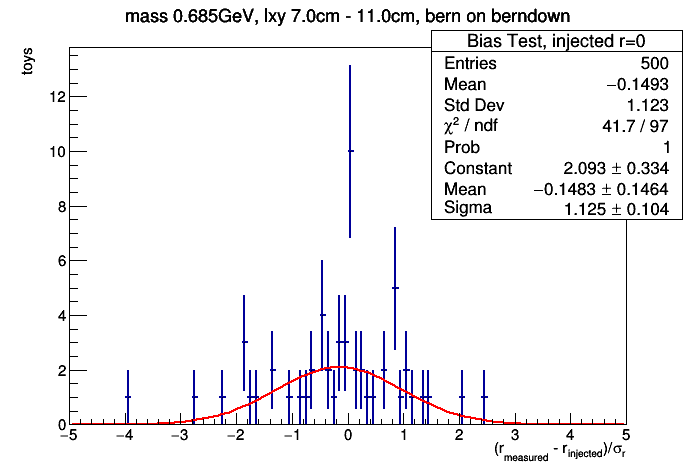 mass 0.685GeV, lxy 7.0cm - 11.0cm, bern on berndown
toys
Bias Test, injected r=0
Entries 500
Mean −0.1493
Std Dev 1.123
χ² / ndf 41.7 / 97
Prob 1
Constant 2.093 ± 0.334
Mean −0.1483 ± 0.1464
Sigma 1.125 ± 0.104
12
10
8
6
4
2
0
−5 −4 −3 −2 −1 0 1 2 3 4 5
(r_measured - r_injected)/σ_r